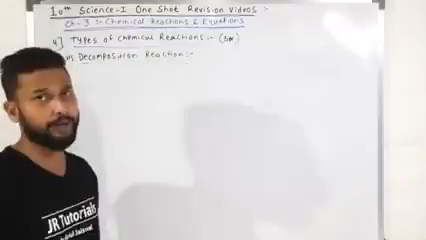 10th Science-I One Shot Revision Videos :-
Ch-3 :- Chemical Reactions & Equations
4] Types of Chemical Reactions :- (5m)
Decomposition Reaction :-
JR Tutorials